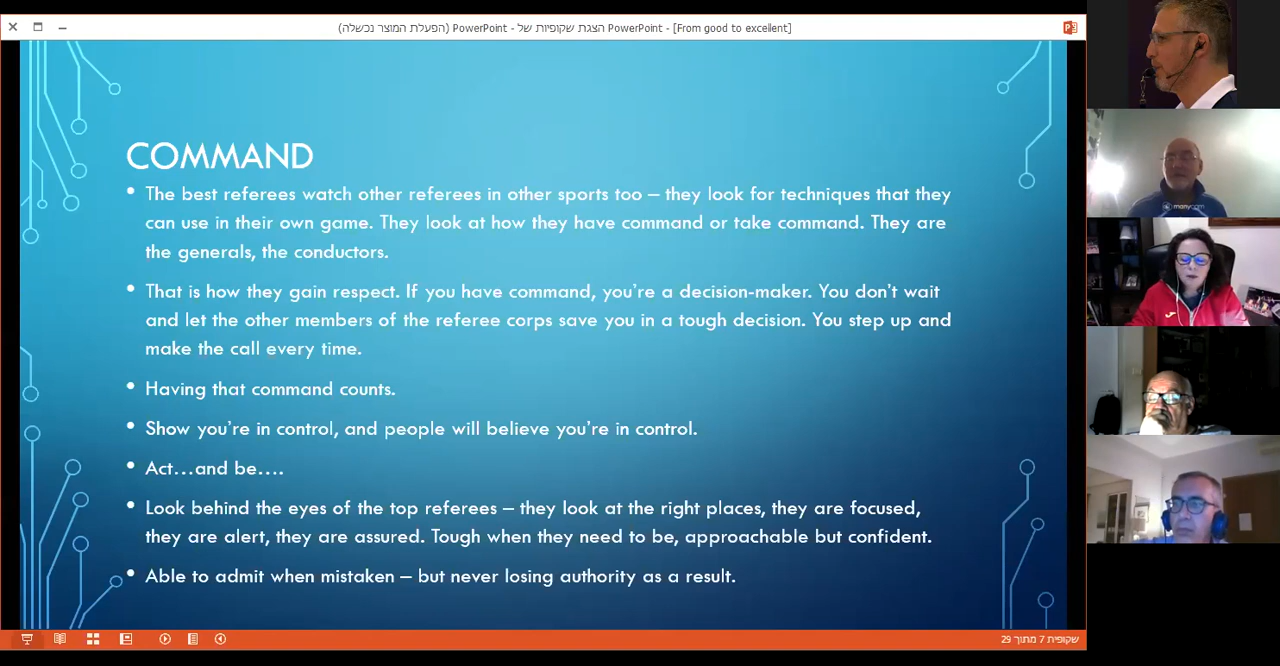 הצגת שקופיות של PowerPoint - [From good to excellent] - PowerPoint (הפעלת המוצר נכשלה)
COMMAND
• The best referees watch other referees in other sports too – they look for techniques that they
can use in their own game. They look at how they have command or take command. They are
the generals, the conductors.
• That is how they gain respect. If you have command, you're a decision-maker. You don't wait
and let the other members of the referee corps save you in a tough decision. You step up and
make the call every time.
• Having that command counts.
• Show you're in control, and people will believe you're in control.
• Act...and be....
• Look behind the eyes of the top referees – they look at the right places, they are focused,
they are alert, they are assured. Tough when they need to be, approachable but confident.
• Able to admit when mistaken – but never losing authority as a result.
שקופית 7 מתוך 29
manycam